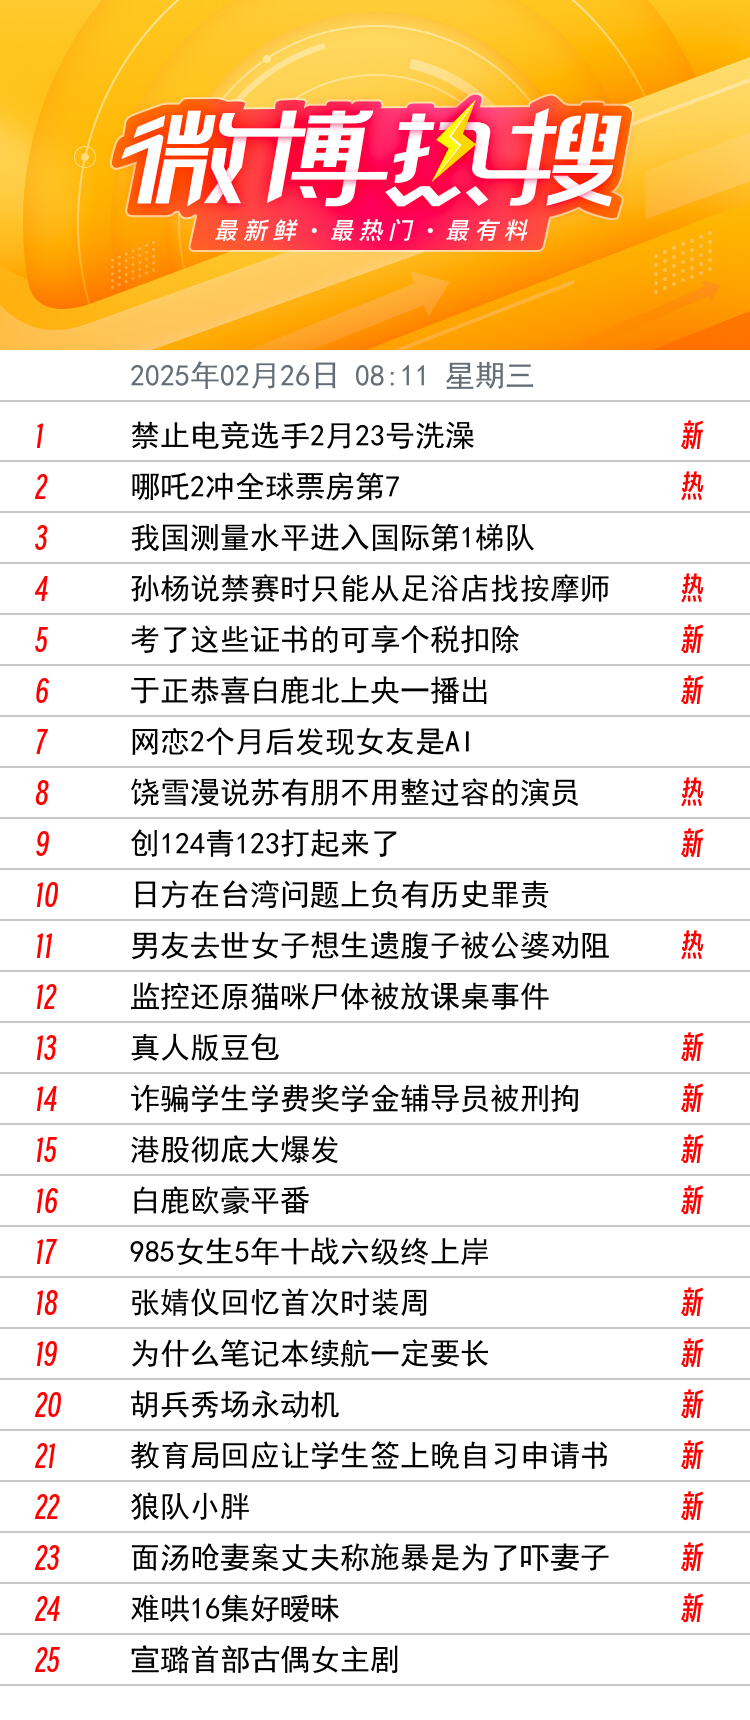 微博热搜
最新鲜·最热门·最有料
2025年02月26日 08:11 星期三
1 禁止电竞选手2月23号洗澡 新
2 哪吒2冲全球票房第7 热
3 我国测量水平进入国际第1梯队
4 孙杨说禁赛时只能从足浴店找按摩师 热
5 考了这些证书的可享个税扣除 新
6 于正恭喜白鹿北上央一播出 新
7 网恋2个月后发现女友是AI
8 饶雪漫说苏有朋不用整过容的演员 热
9 创124青123打起来了 新
10 日方在台湾问题上负有历史罪责
11 男友去世女子想生遗腹子被公婆劝阻 热
12 监控还原猫咪尸体被放课桌事件
13 真人版豆包 新
14 诈骗学生学费奖学金辅导员被刑拘 新
15 港股彻底大爆发 新
16 白鹿欧豪平番 新
17 985女生5年十战六级终上岸
18 张婧仪回忆首次时装周 新
19 为什么笔记本续航一定要长 新
20 胡兵秀场永动机 新
21 教育局回应让学生签上晚自习申请书 新
22 狼队小胖 新
23 面汤呛妻案丈夫称施暴是为了吓妻子 新
24 难哄16集好暧昧 新
25 宣璐首部古偶女主剧